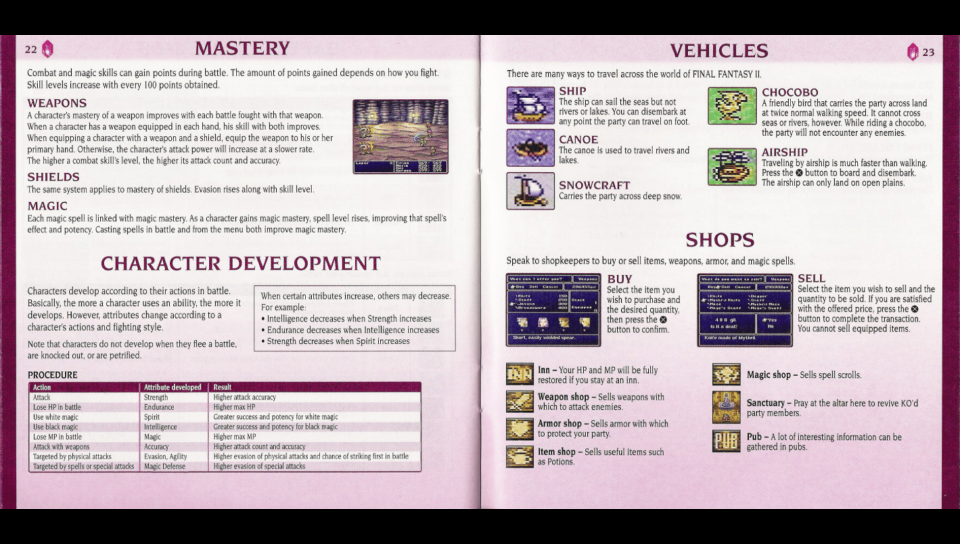 22
MASTERY
Combat and magic skills can gain points during battle. The amount of points gained depends on how you fight.
Skill levels increase with every 100 points obtained.
WEAPONS
A character's mastery of a weapon improves with each battle fought with that weapon.
When a character has a weapon equipped in each hand, his skill with both improves.
When equipping a character with a weapon and a shield, equip the weapon to his or her
primary hand. Otherwise, the character's attack power will increase at a slower rate.
The higher a combat skill's level, the higher its attack count and accuracy.
SHIELDS
The same system applies to mastery of shields. Evasion rises along with skill level.
MAGIC
Each magic spell is linked with magic mastery. As a character gains magic mastery, spell level rises, improving that spell's
effect and potency. Casting spells in battle and from the menu both improve magic mastery.
CHARACTER DEVELOPMENT
Characters develop according to their actions in battle.
Basically, the more a character uses an ability, the more it
develops. However, attributes change according to a
character's actions and fighting style.
Note that characters do not develop when they flee a battle,
are knocked out, or are petrified.
When certain attributes increase, others may decrease.
For example:
• Intelligence decreases when Strength increases
• Endurance decreases when Intelligence increases
• Strength decreases when Spirit increases
PROCEDURE
Action Attribute developed Result
Attack Strength Higher attack accuracy
Lose HP in battle Endurance Higher max HP
Use white magic Spirit Greater success and potency for white magic
Use black magic Intelligence Greater success and potency for black magic
Lose MP in battle Magic Higher max MP
Attack with weapons Accuracy Higher attack count and accuracy
Targeted by physical attacks Evasion, Agility Higher evasion of physical attacks and chance of striking first in battle
Targeted by spells or special attacks Magic Defense Higher evasion of special attacks
VEHICLES
23
There are many ways to travel across the world of FINAL FANTASY II.
SHIP
The ship can sail the seas but not
rivers or lakes. You can disembark at
any point the party can travel on foot.
CANOE
The canoe is used to travel rivers and
lakes.
SNOWCRAFT
Carries the party across deep snow.
CHOCOBO
A friendly bird that carries the party across land
at twice normal walking speed. It cannot cross
seas or rivers, however. While riding a chocobo,
the party will not encounter any enemies.
AIRSHIP
Traveling by airship is much faster than walking.
Press the ⊗ button to board and disembark.
The airship can only land on open plains.
SHOPS
Speak to shopkeepers to buy or sell items, weapons, armor, and magic spells.
BUY
Select the item you
wish to purchase and
the desired quantity,
then press the ⊗
button to confirm.
Short, easily wielded spear.
SELL
Select the item you wish to sell and the
quantity to be sold. If you are satisfied
with the offered price, press the ⊗
button to complete the transaction.
You cannot sell equipped items.
Knife made of Mythril.
INN
Inn – Your HP and MP will be fully
restored if you stay at an inn.
Weapon shop – Sells weapons with
which to attack enemies.
Armor shop – Sells armor with which
to protect your party.
Item shop – Sells useful items such
as Potions.
Magic shop – Sells spell scrolls.
Sanctuary – Pray at the altar here to revive KO'd
party members.
PUB
Pub – A lot of interesting information can be
gathered in pubs.